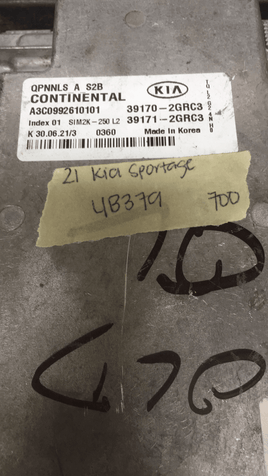 QPNNLS A S2B
CONTINENTAL
KIA
A3C0992610101
39170-2GRC3
Index 01 SIM2K-250 L2
39171-2GRC3
K 30.06.21/3 0360 Made in Korea
21 Kia Sportage
4B379
700